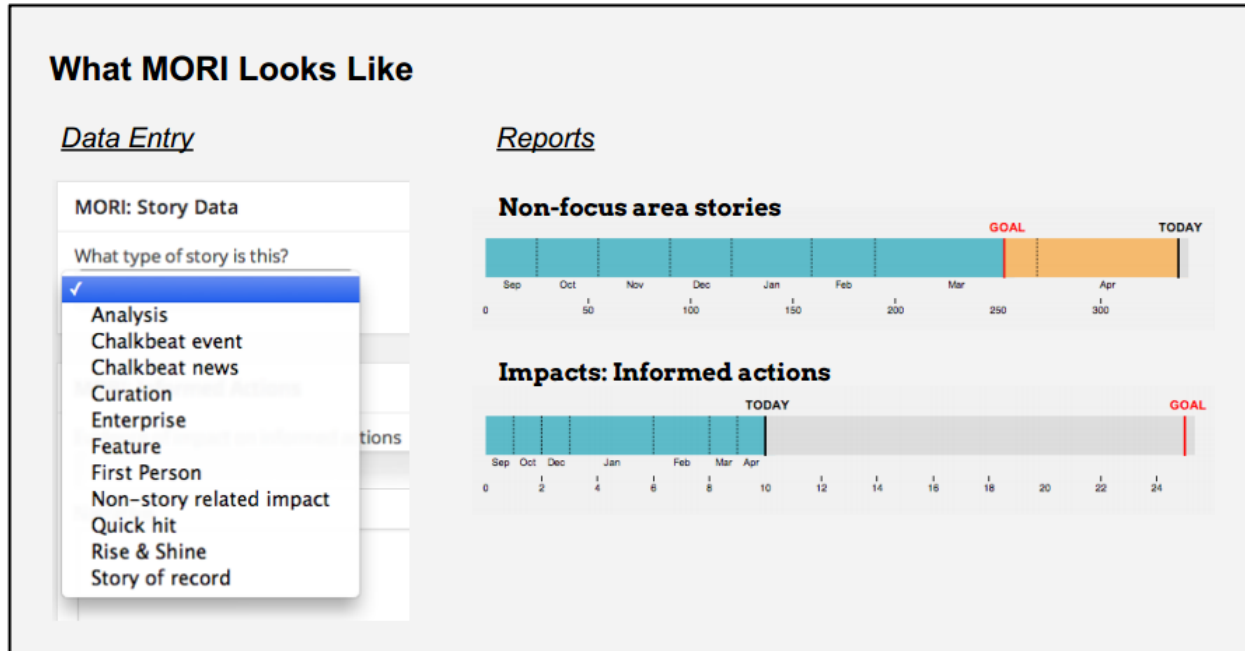 What MORI Looks Like
Data Entry
MORI: Story Data
What type of story is this?
✓
Analysis
Chalkbeat event
Chalkbeat news
Curation
Enterprise
Feature
First Person
Non-story related impact
Quick hit
Rise & Shine
Story of record
Reports
Non-focus area stories
GOAL TODAY
Sep Oct Nov Dec Jan Feb Mar Apr
0 50 100 150 200 250 300
Impacts: Informed actions
TODAY GOAL
Sep Oct Dec Jan Feb Mar Apr
0 2 4 6 8 10 12 14 16 18 20 22 24